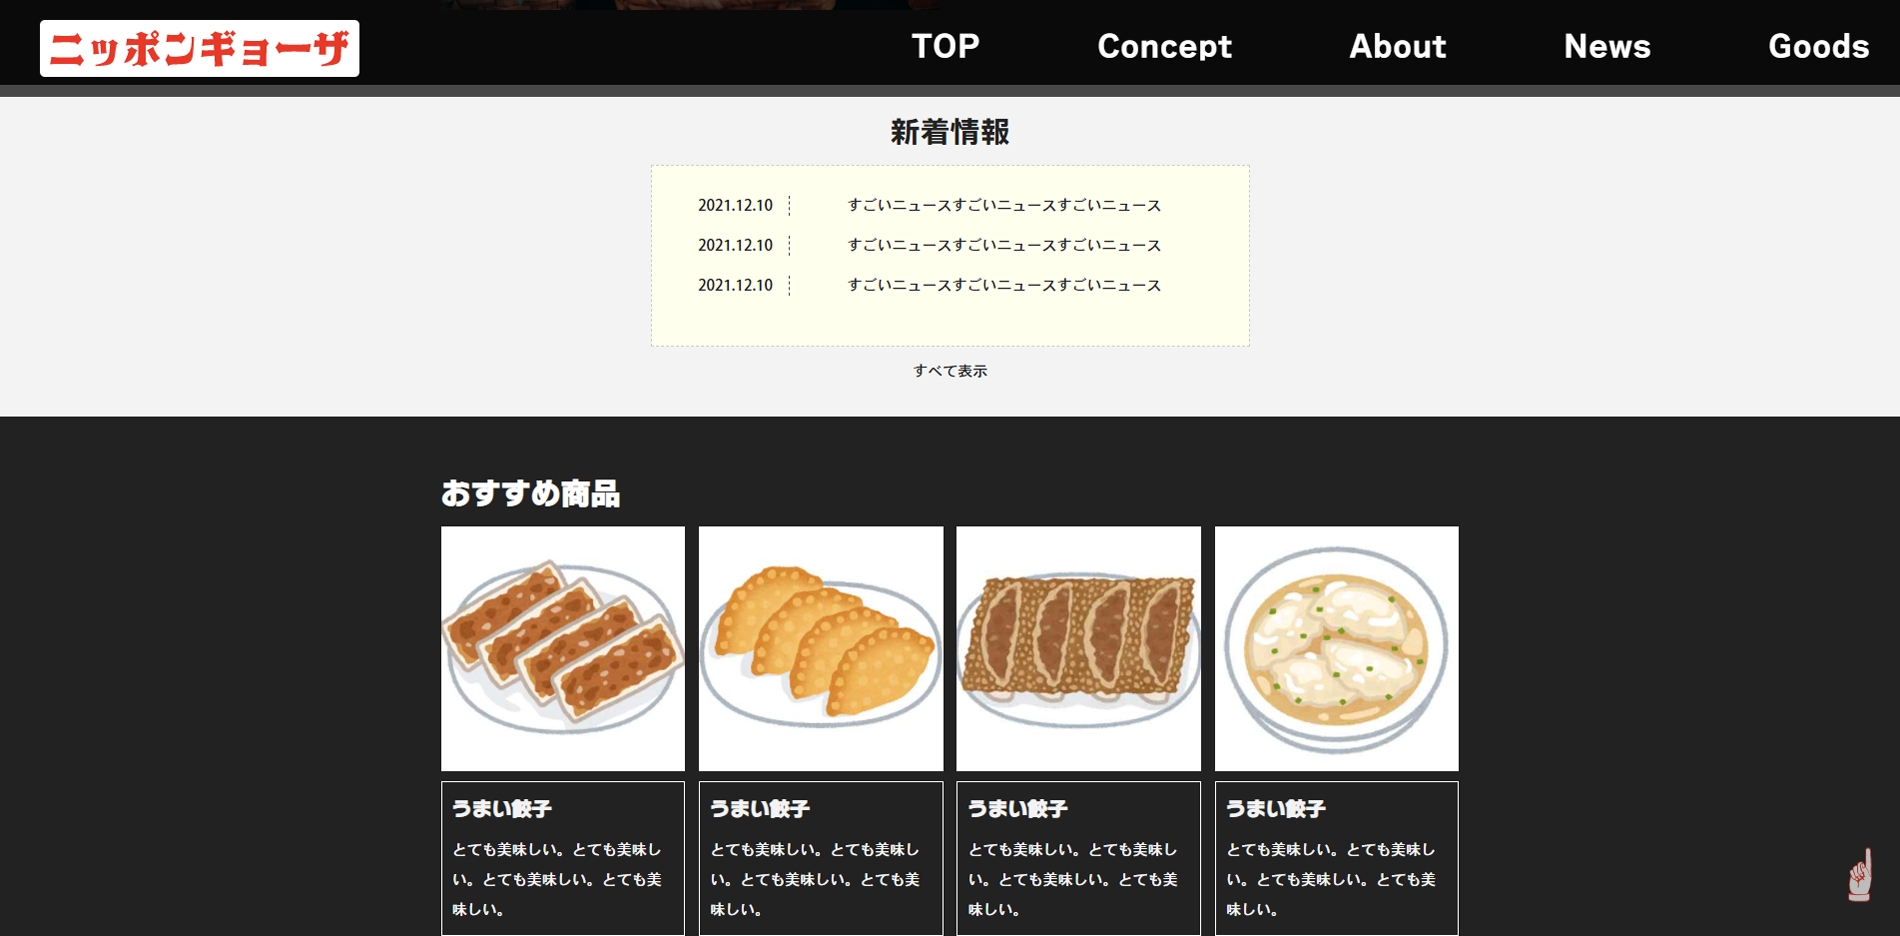 ニッポンギョーザ
TOP
Concept
About
News
Goods
新着情報
2021.12.10 すごいニュースすごいニュースすごいニュース
2021.12.10 すごいニュースすごいニュースすごいニュース
2021.12.10 すごいニュースすごいニュースすごいニュース
すべて表示
おすすめ商品
うまい餃子
とても美味しい。とても美味し
い。とても美味しい。とても美
味しい。
うまい餃子
とても美味しい。とても美味し
い。とても美味しい。とても美
味しい。
うまい餃子
とても美味しい。とても美味し
い。とても美味しい。とても美
味しい。
うまい餃子
とても美味しい。とても美味し
い。とても美味しい。とても美
味しい。